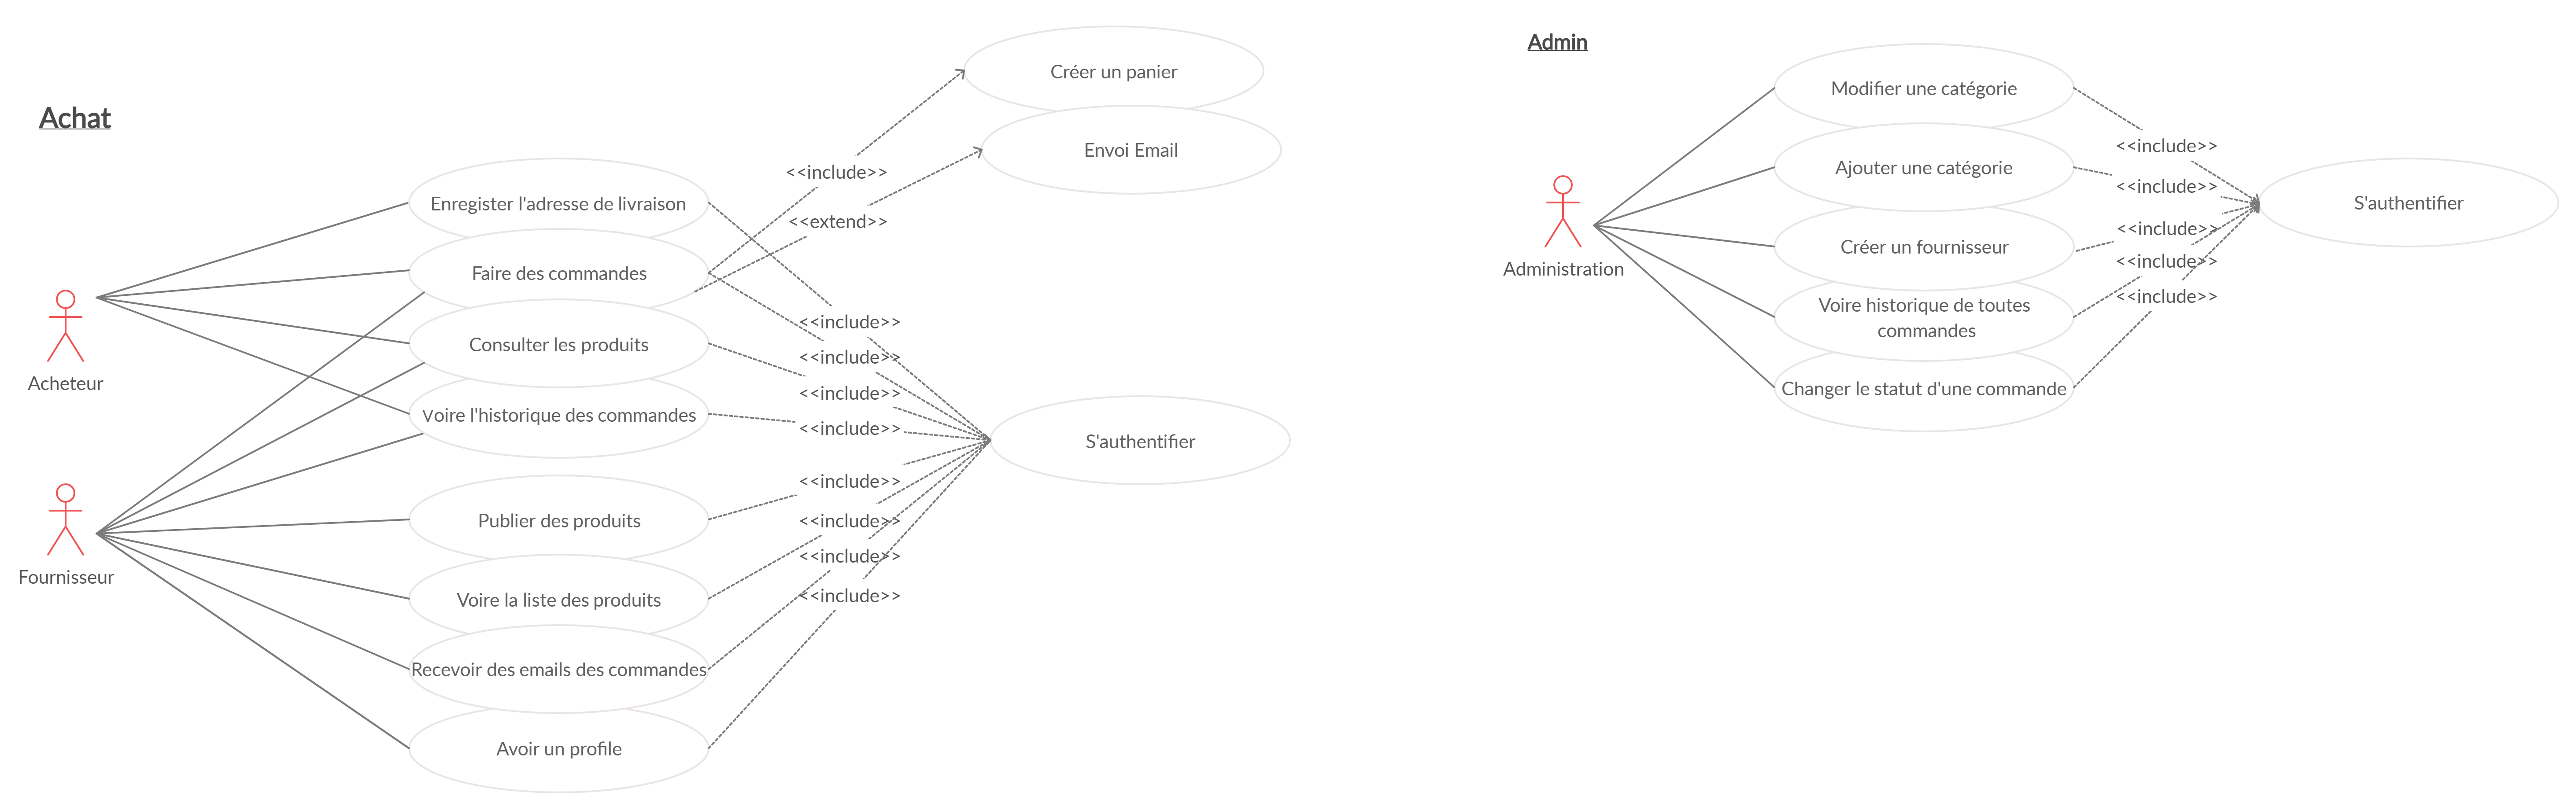 Achat
Créer un panier
Envoi Email
<<include>>
<<extend>>
Enregister l'adresse de livraison
Faire des commandes
Consulter les produits
Voire l'historique des commandes
Acheteur
<<include>>
<<include>>
<<include>>
<<include>>
S'authentifier
Fournisseur
Publier des produits
Voire la liste des produits
Recevoir des emails des commandes
Avoir un profile
<<include>>
<<include>>
<<include>>
<<include>>
Admin
Administration
Modifier une catégorie
Ajouter une catégorie
Créer un fournisseur
Voire historique de toutes
commandes
Changer le statut d'une commande
<<include>>
<<include>>
<<include>>
<<include>>
<<include>>
S'authentifier